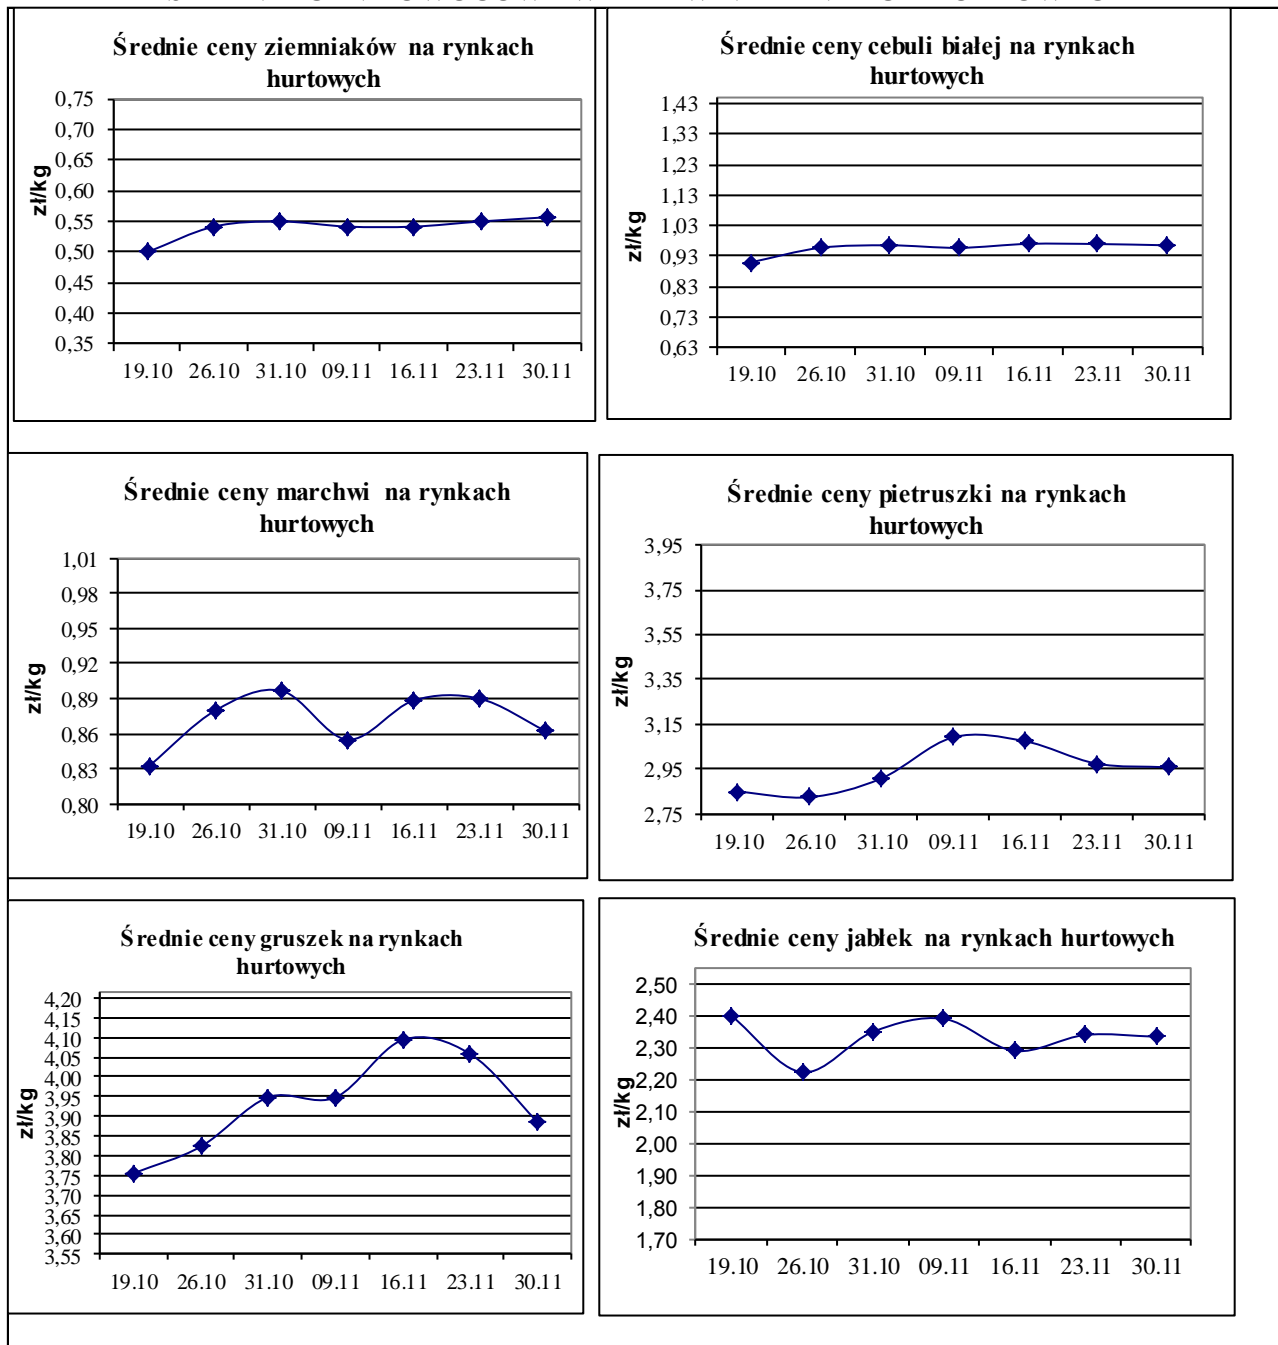 Średnie ceny ziemniaków na rynkach
hurtowych
0,75
0,70
0,65
0,60
0,55
0,50
0,45
0,40
0,35
zł/kg
19.10 26.10 31.10 09.11 16.11 23.11 30.11
Średnie ceny cebuli białej na rynkach
hurtowych
1,43
1,33
1,23
1,13
1,03
0,93
0,83
0,73
0,63
zł/kg
19.10 26.10 31.10 09.11 16.11 23.11 30.11
Średnie ceny marchwi na rynkach
hurtowych
1,01
0,98
0,95
0,92
0,89
0,86
0,83
0,80
zł/kg
19.10 26.10 31.10 09.11 16.11 23.11 30.11
Średnie ceny pietruszki na rynkach
hurtowych
3,95
3,75
3,55
3,35
3,15
2,95
2,75
zł/kg
19.10 26.10 31.10 09.11 16.11 23.11 30.11
Średnie ceny gruszek na rynkach
hurtowych
4,20
4,15
4,10
4,05
4,00
3,95
3,90
3,85
3,80
3,75
3,70
3,65
3,60
3,55
zł/kg
19.10 26.10 31.10 09.11 16.11 23.11 30.11
Średnie ceny jabłek na rynkach hurtowych
2,50
2,40
2,30
2,20
2,10
2,00
1,90
1,80
1,70
zł/kg
19.10 26.10 31.10 09.11 16.11 23.11 30.11